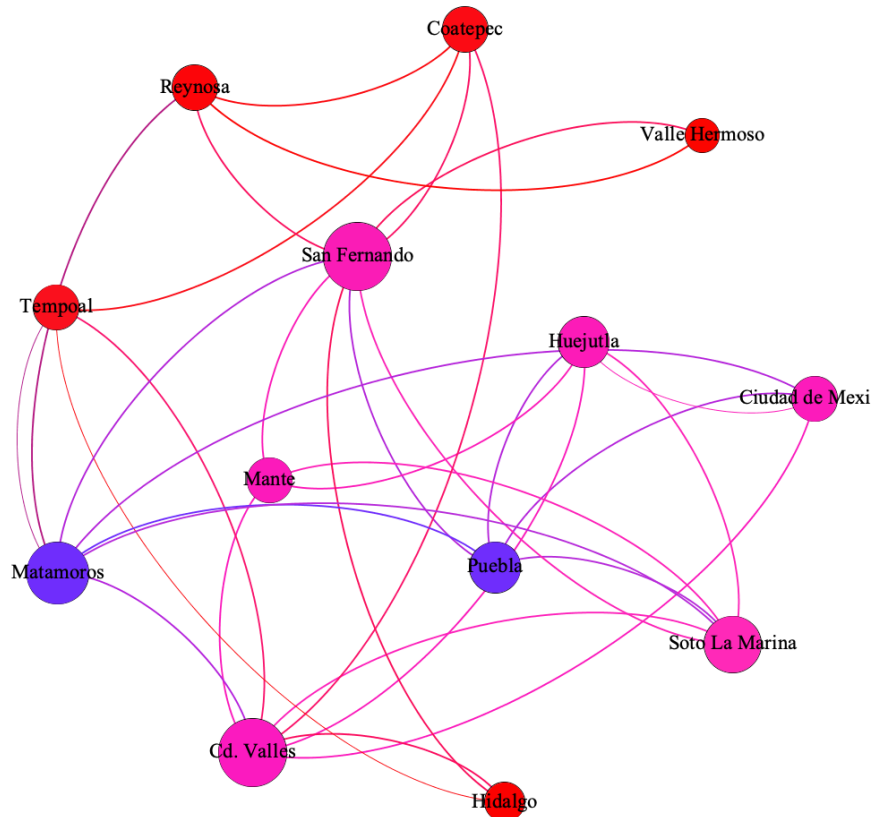 Coatepec
Reynosa
Valle Hermoso
San Fernando
Tempoal
Huejutla
Ciudad de Mexi
Mante
Matamoros
Puebla
Soto La Marina
Cd. Valles
Hidalgo